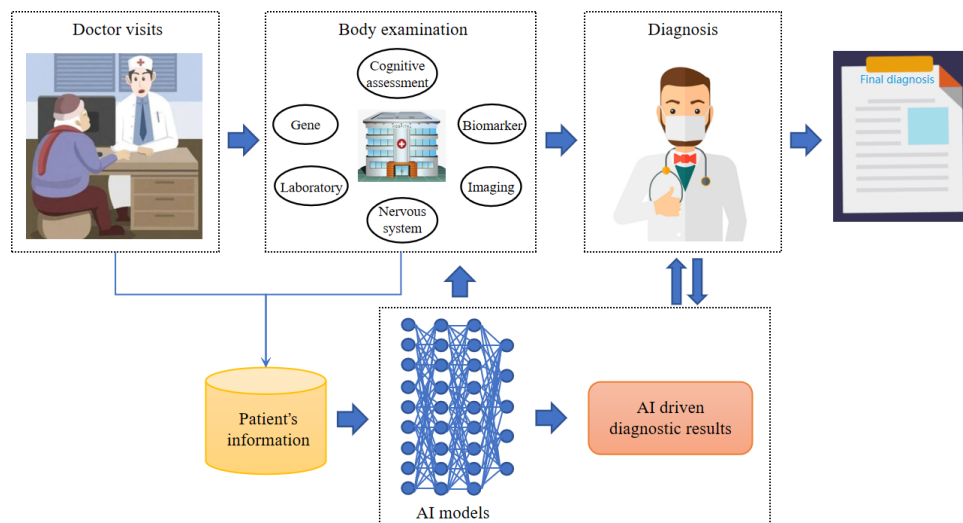 Doctor visits
Body examination
Diagnosis
Cognitive
assessment
Gene
Biomarker
Laboratory
Imaging
Nervous
system
Final diagnosis
Patient's
information
AI models
AI driven
diagnostic results